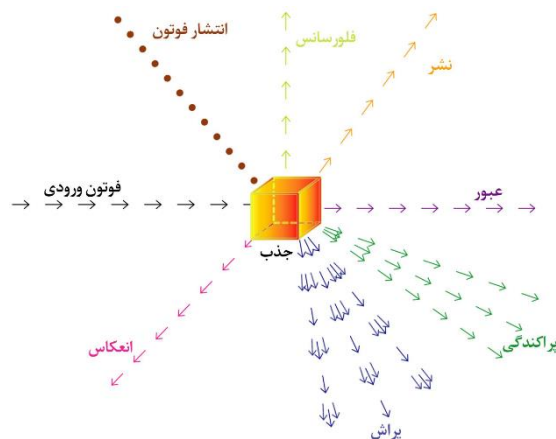 انتشار فوتون
فلورسانس
نشر
فوتون ورودی
عبور
جذب
انعکاس
پراکندگی
پراش